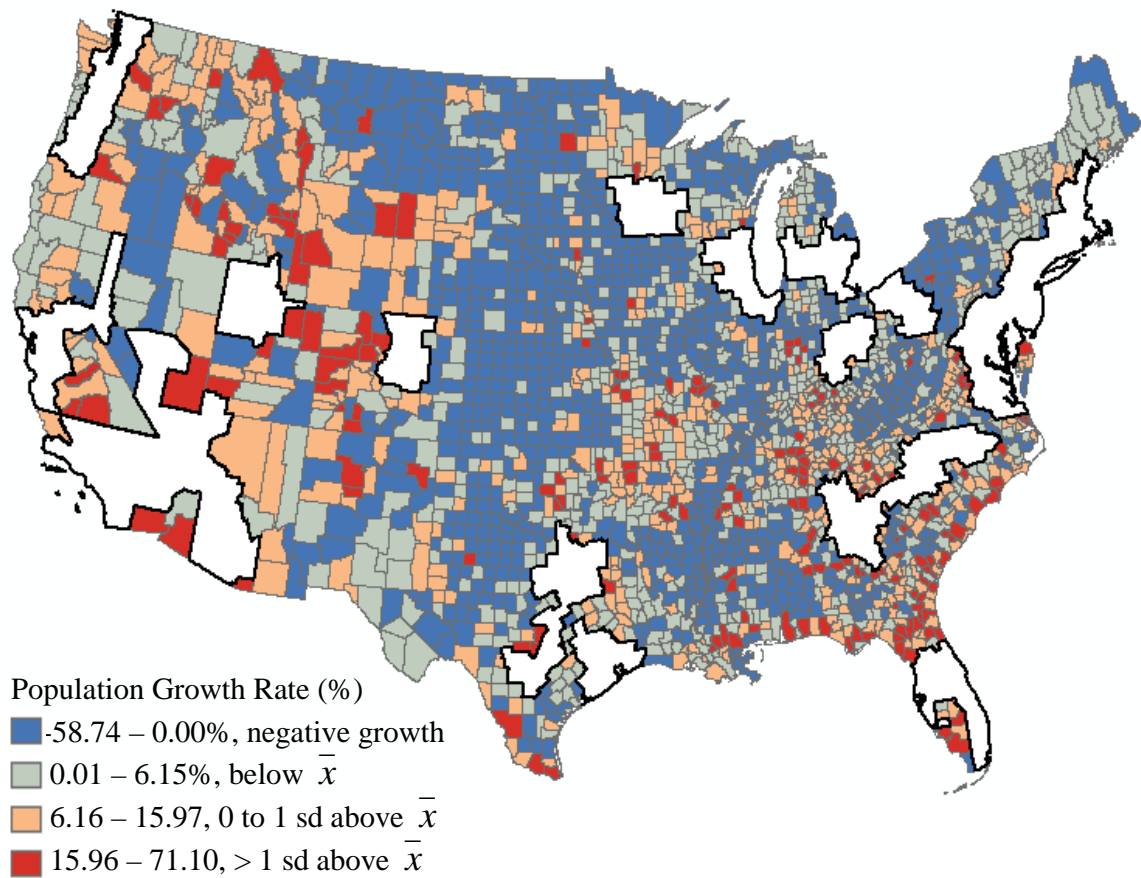 Population Growth Rate (%)
-58.74 – 0.00%, negative growth
0.01 – 6.15%, below x̄
6.16 – 15.97, 0 to 1 sd above x̄
15.96 – 71.10, > 1 sd above x̄